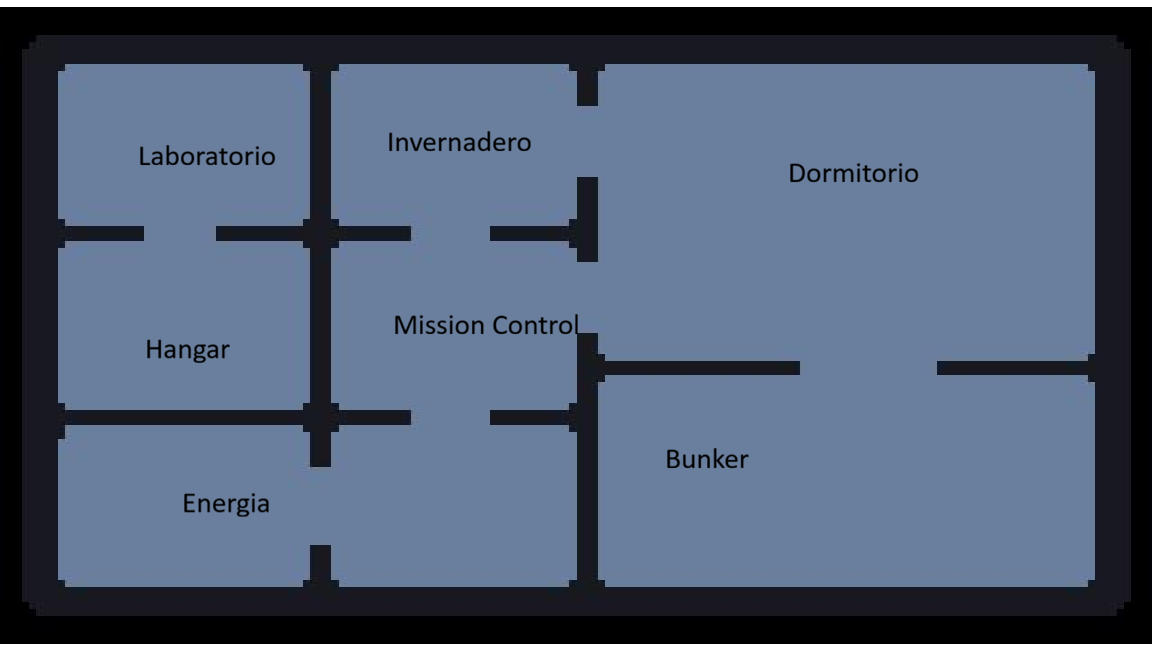 Laboratorio
Invernadero
Dormitorio
Mission Control
Hangar
Bunker
Energia